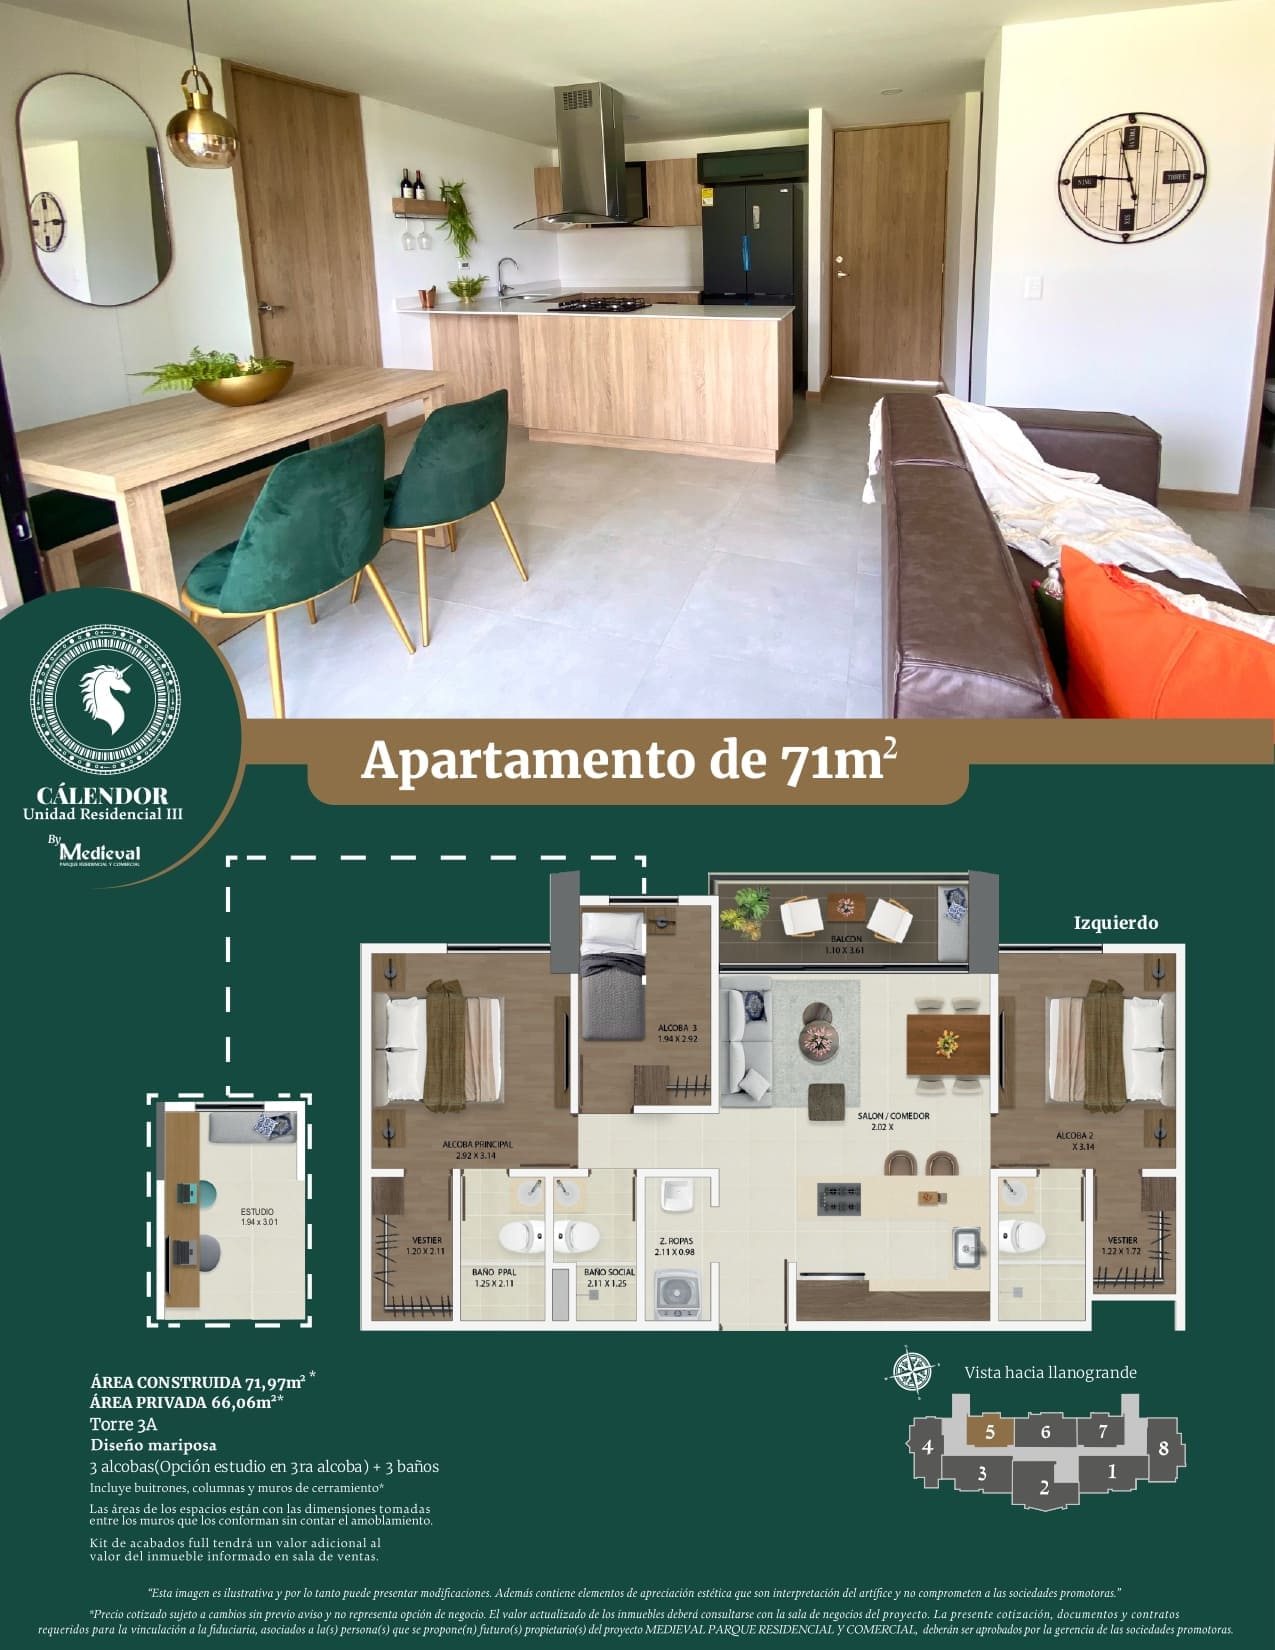 TWELVE
THREE
SIX
NINE
CÁLENDOR
Unidad Residencial III
By
Medieval
PARQUE RESIDENCIAL Y COMERCIAL
Apartamento de 71m²
Izquierdo
BALCON
1.10 X 3.61
ALCOBA 3
1.94 X 2.92
SALON / COMEDOR
2.02 X
ALCOBA PRINCIPAL
2.92 X 3.14
ALCOBA 2
X 3.14
ESTUDIO
1.94 x 3.01
VESTIER
1.20 X 2.11
BAÑO PPAL
1.25 X 2.11
BAÑO SOCIAL
2.11 X 1.25
Z. ROPAS
2.11 X 0.98
VESTIER
1.22 X 1.72
ÁREA CONSTRUIDA 71,97m² *
ÁREA PRIVADA 66,06m²*
Torre 3A
Diseño mariposa
3 alcobas(Opción estudio en 3ra alcoba) + 3 baños
Incluye buitrones, columnas y muros de cerramiento*
Las áreas de los espacios están con las dimensiones tomadas
entre los muros que los conforman sin contar el amoblamiento.
Kit de acabados full tendrá un valor adicional al
valor del inmueble informado en sala de ventas.
Vista hacia llanogrande
4
5
6
7
8
3
2
1
“Esta imagen es ilustrativa y por lo tanto puede presentar modificaciones. Además contiene elementos de apreciación estética que son interpretación del artífice y no comprometen a las sociedades promotoras.”
*Precio cotizado sujeto a cambios sin previo aviso y no representa opción de negocio. El valor actualizado de los inmuebles deberá consultarse con la sala de negocios del proyecto. La presente cotización, documentos y contratos
requeridos para la vinculación a la fiduciaria, asociados a la(s) persona(s) que se propone(n) futuro(s) propietario(s) del proyecto MEDIEVAL PARQUE RESIDENCIAL Y COMERCIAL, deberán ser aprobados por la gerencia de las sociedades promotoras.